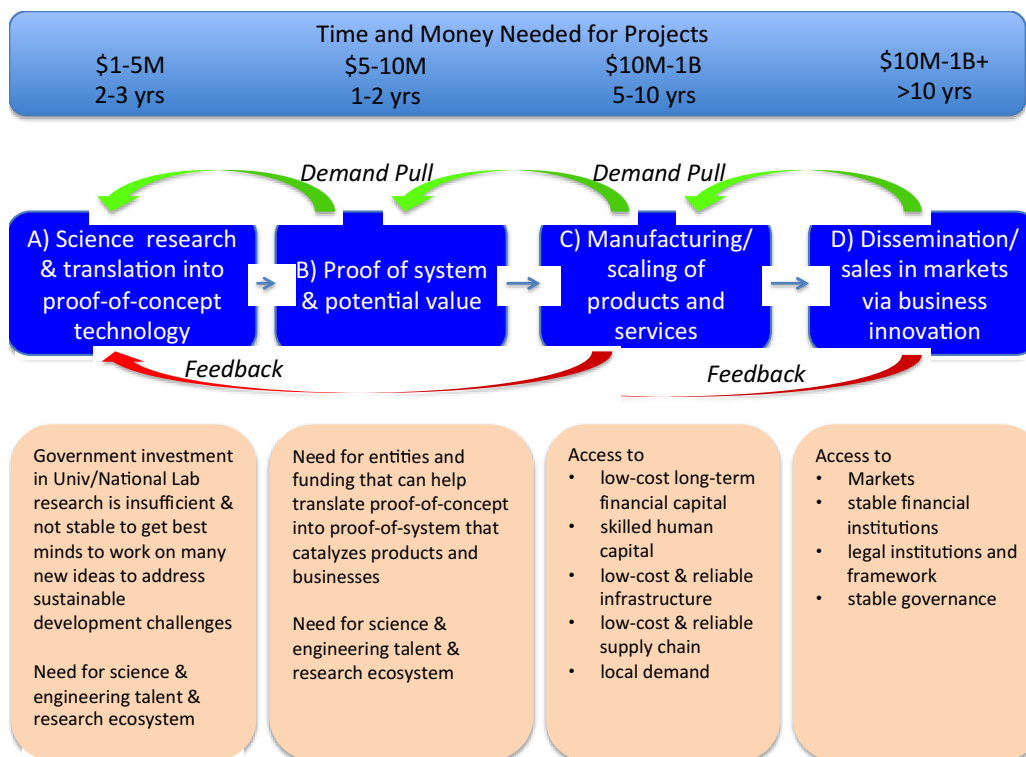 Time and Money Needed for Projects
$1-5M
2-3 yrs
$5-10M
1-2 yrs
$10M-1B
5-10 yrs
$10M-1B+
>10 yrs
Demand Pull
Demand Pull
A) Science research
& translation into
proof-of-concept
technology
B) Proof of system
& potential value
C) Manufacturing/
scaling of
products and
services
D) Dissemination/
sales in markets
via business
innovation
Feedback
Feedback
Government investment
in Univ/National Lab
research is insufficient &
not stable to get best
minds to work on many
new ideas to address
sustainable
development challenges
Need for science &
engineering talent &
research ecosystem
Need for entities and
funding that can help
translate proof-of-concept
into proof-of-system that
catalyzes products and
businesses
Need for science &
engineering talent &
research ecosystem
Access to
• low-cost long-term
financial capital
• skilled human
capital
• low-cost & reliable
infrastructure
• low-cost & reliable
supply chain
• local demand
Access to
• Markets
• stable financial
institutions
• legal institutions and
framework
• stable governance